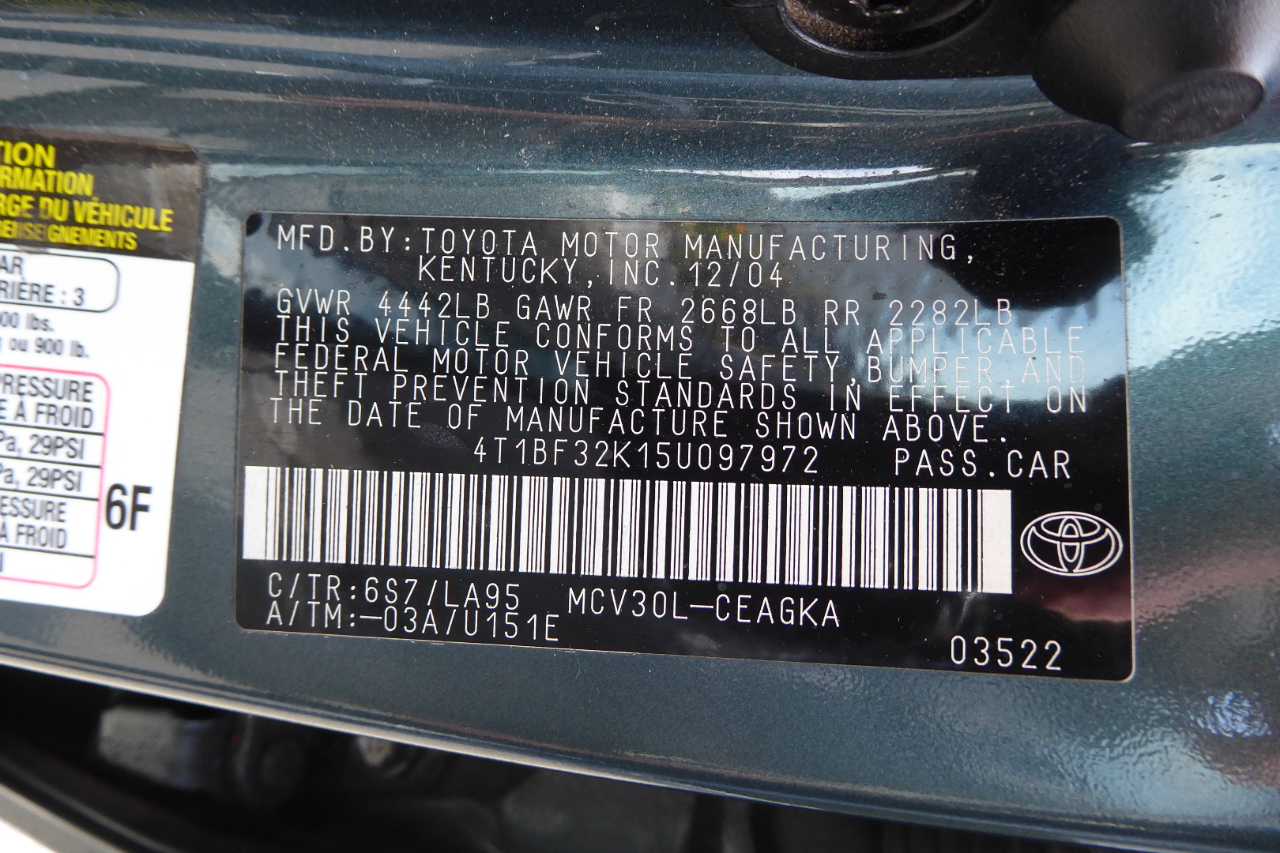 TION
RMATION
RGE DU VÉHICULE
GNEMENTS
AR
RIÈRE : 3
00 lbs.
ou 900 lb.
PRESSURE
E À FROID
Pa, 29PSI
Pa, 29PSI
ESSURE
À FROID
6F
MFD.BY:TOYOTA MOTOR MANUFACTURING,
KENTUCKY,INC.12/04
GVWR 4442LB GAWR FR 2668LB RR 2282LB
THIS VEHICLE CONFORMS TO ALL APPLICABLE
FEDERAL MOTOR VEHICLE SAFETY,BUMPER AND
THEFT PREVENTION STANDARDS IN EFFECT ON
THE DATE OF MANUFACTURE SHOWN ABOVE.
4T1BF32K15U097972 PASS.CAR
C/TR:6S7/LA95 MCV30L-CEAGKA
A/TM:-03A/U151E
03522